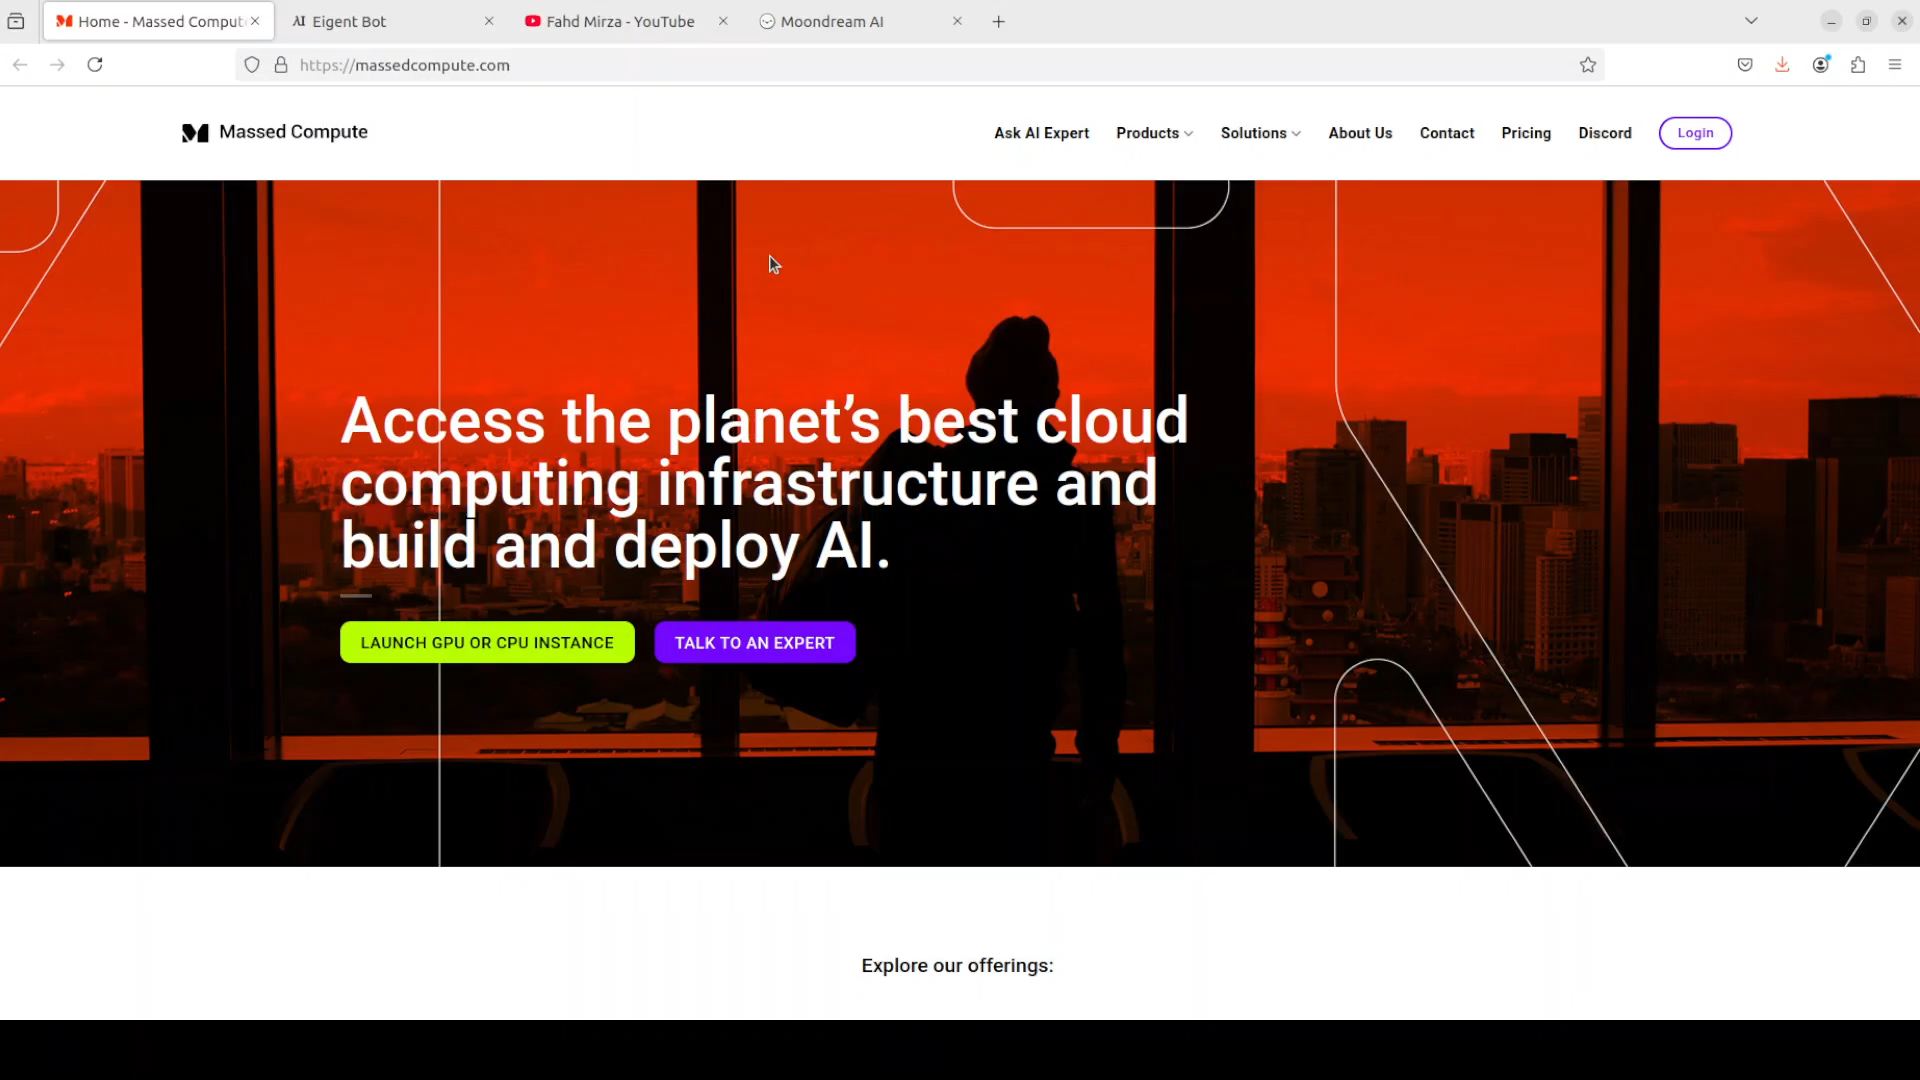 Home - Massed Comput
AI Eigent Bot
Fahd Mirza - YouTube
Moondream AI
https://massedcompute.com
Massed Compute
Ask AI Expert
Products
Solutions
About Us
Contact
Pricing
Discord
Login
Access the planet’s best cloud
computing infrastructure and
build and deploy AI.
LAUNCH GPU OR CPU INSTANCE
TALK TO AN EXPERT
Explore our offerings: